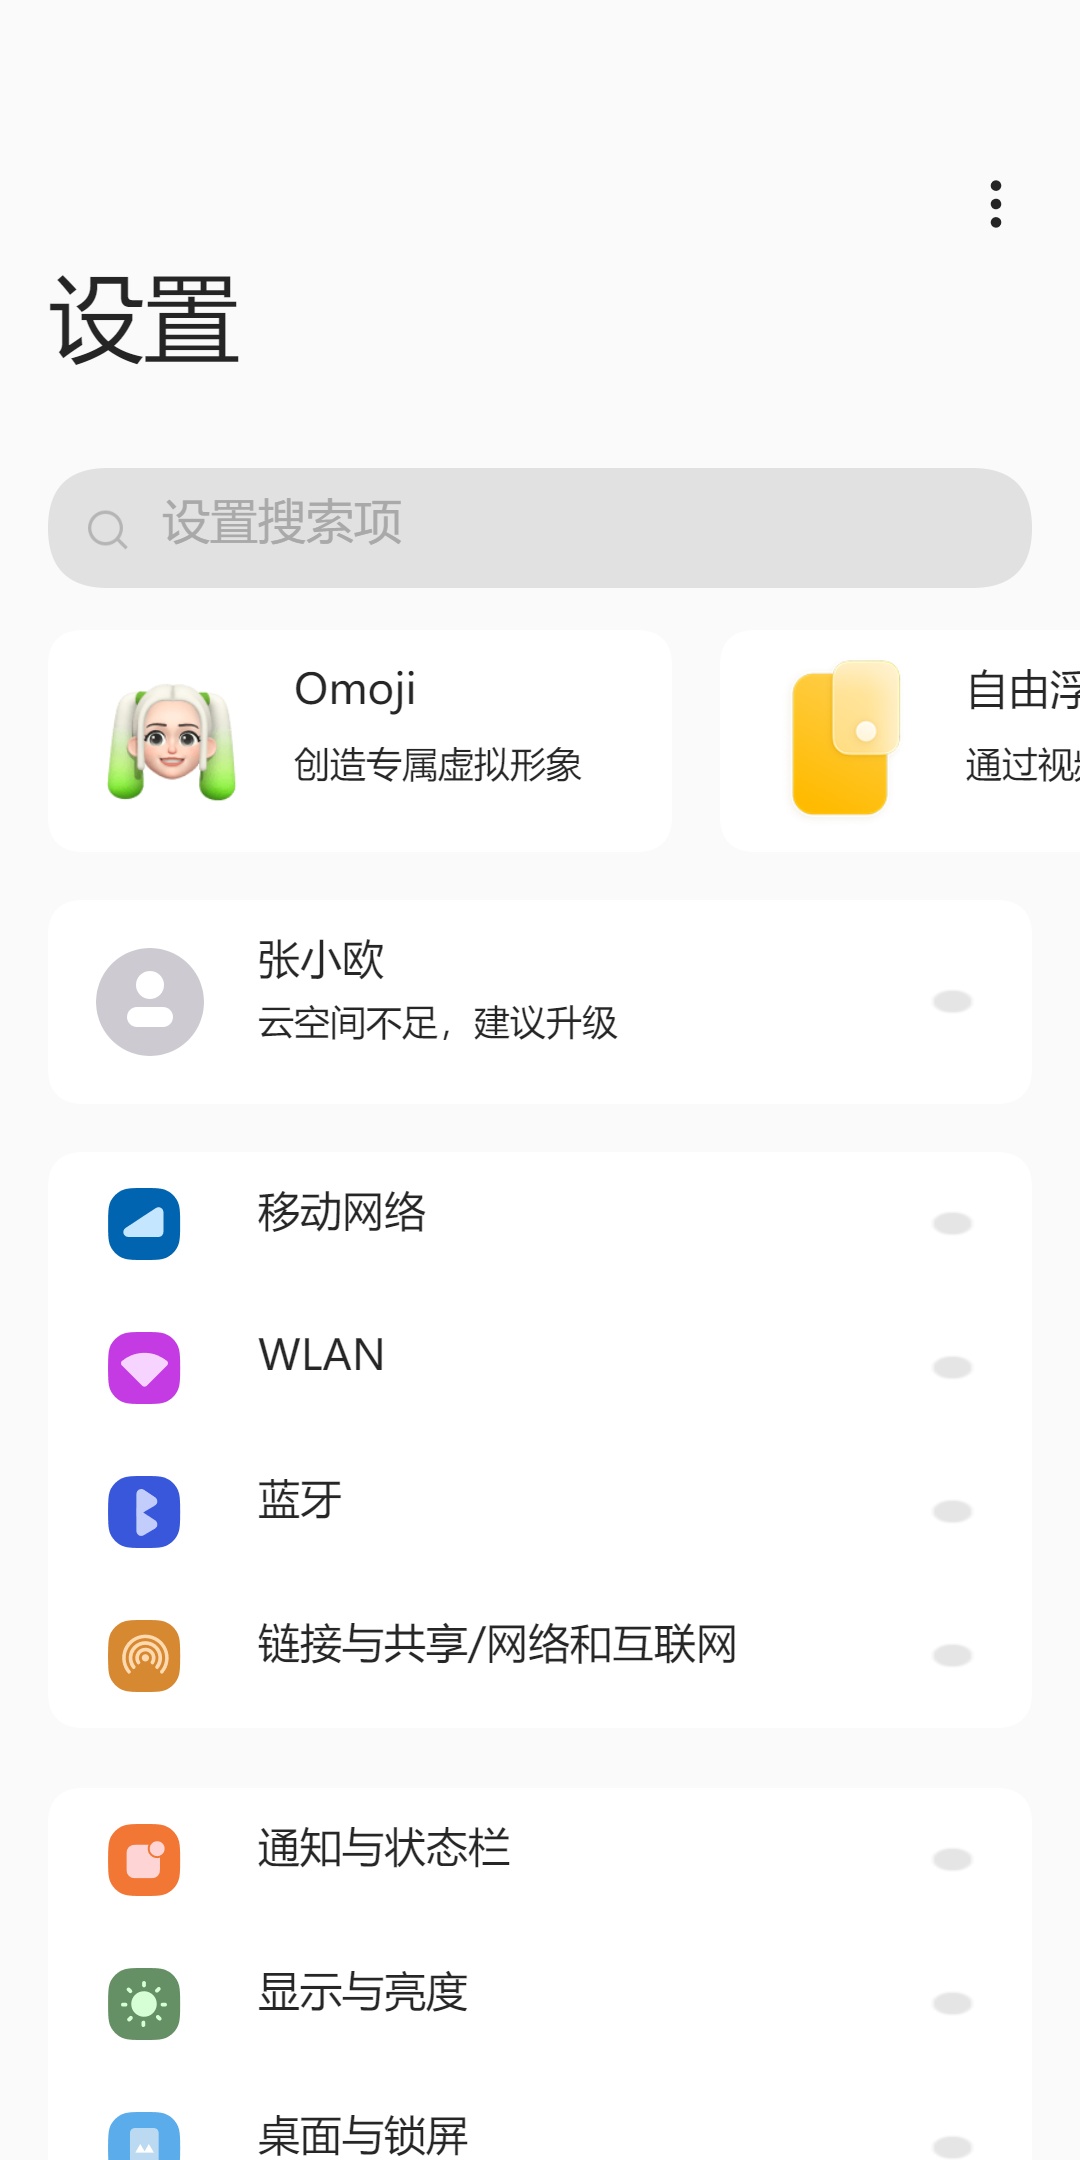 设置
设置搜索项
Omoji
创造专属虚拟形象
自由浮
通过视
张小欧
云空间不足，建议升级
移动网络
WLAN
蓝牙
链接与共享/网络和互联网
通知与状态栏
显示与亮度
桌面与锁屏